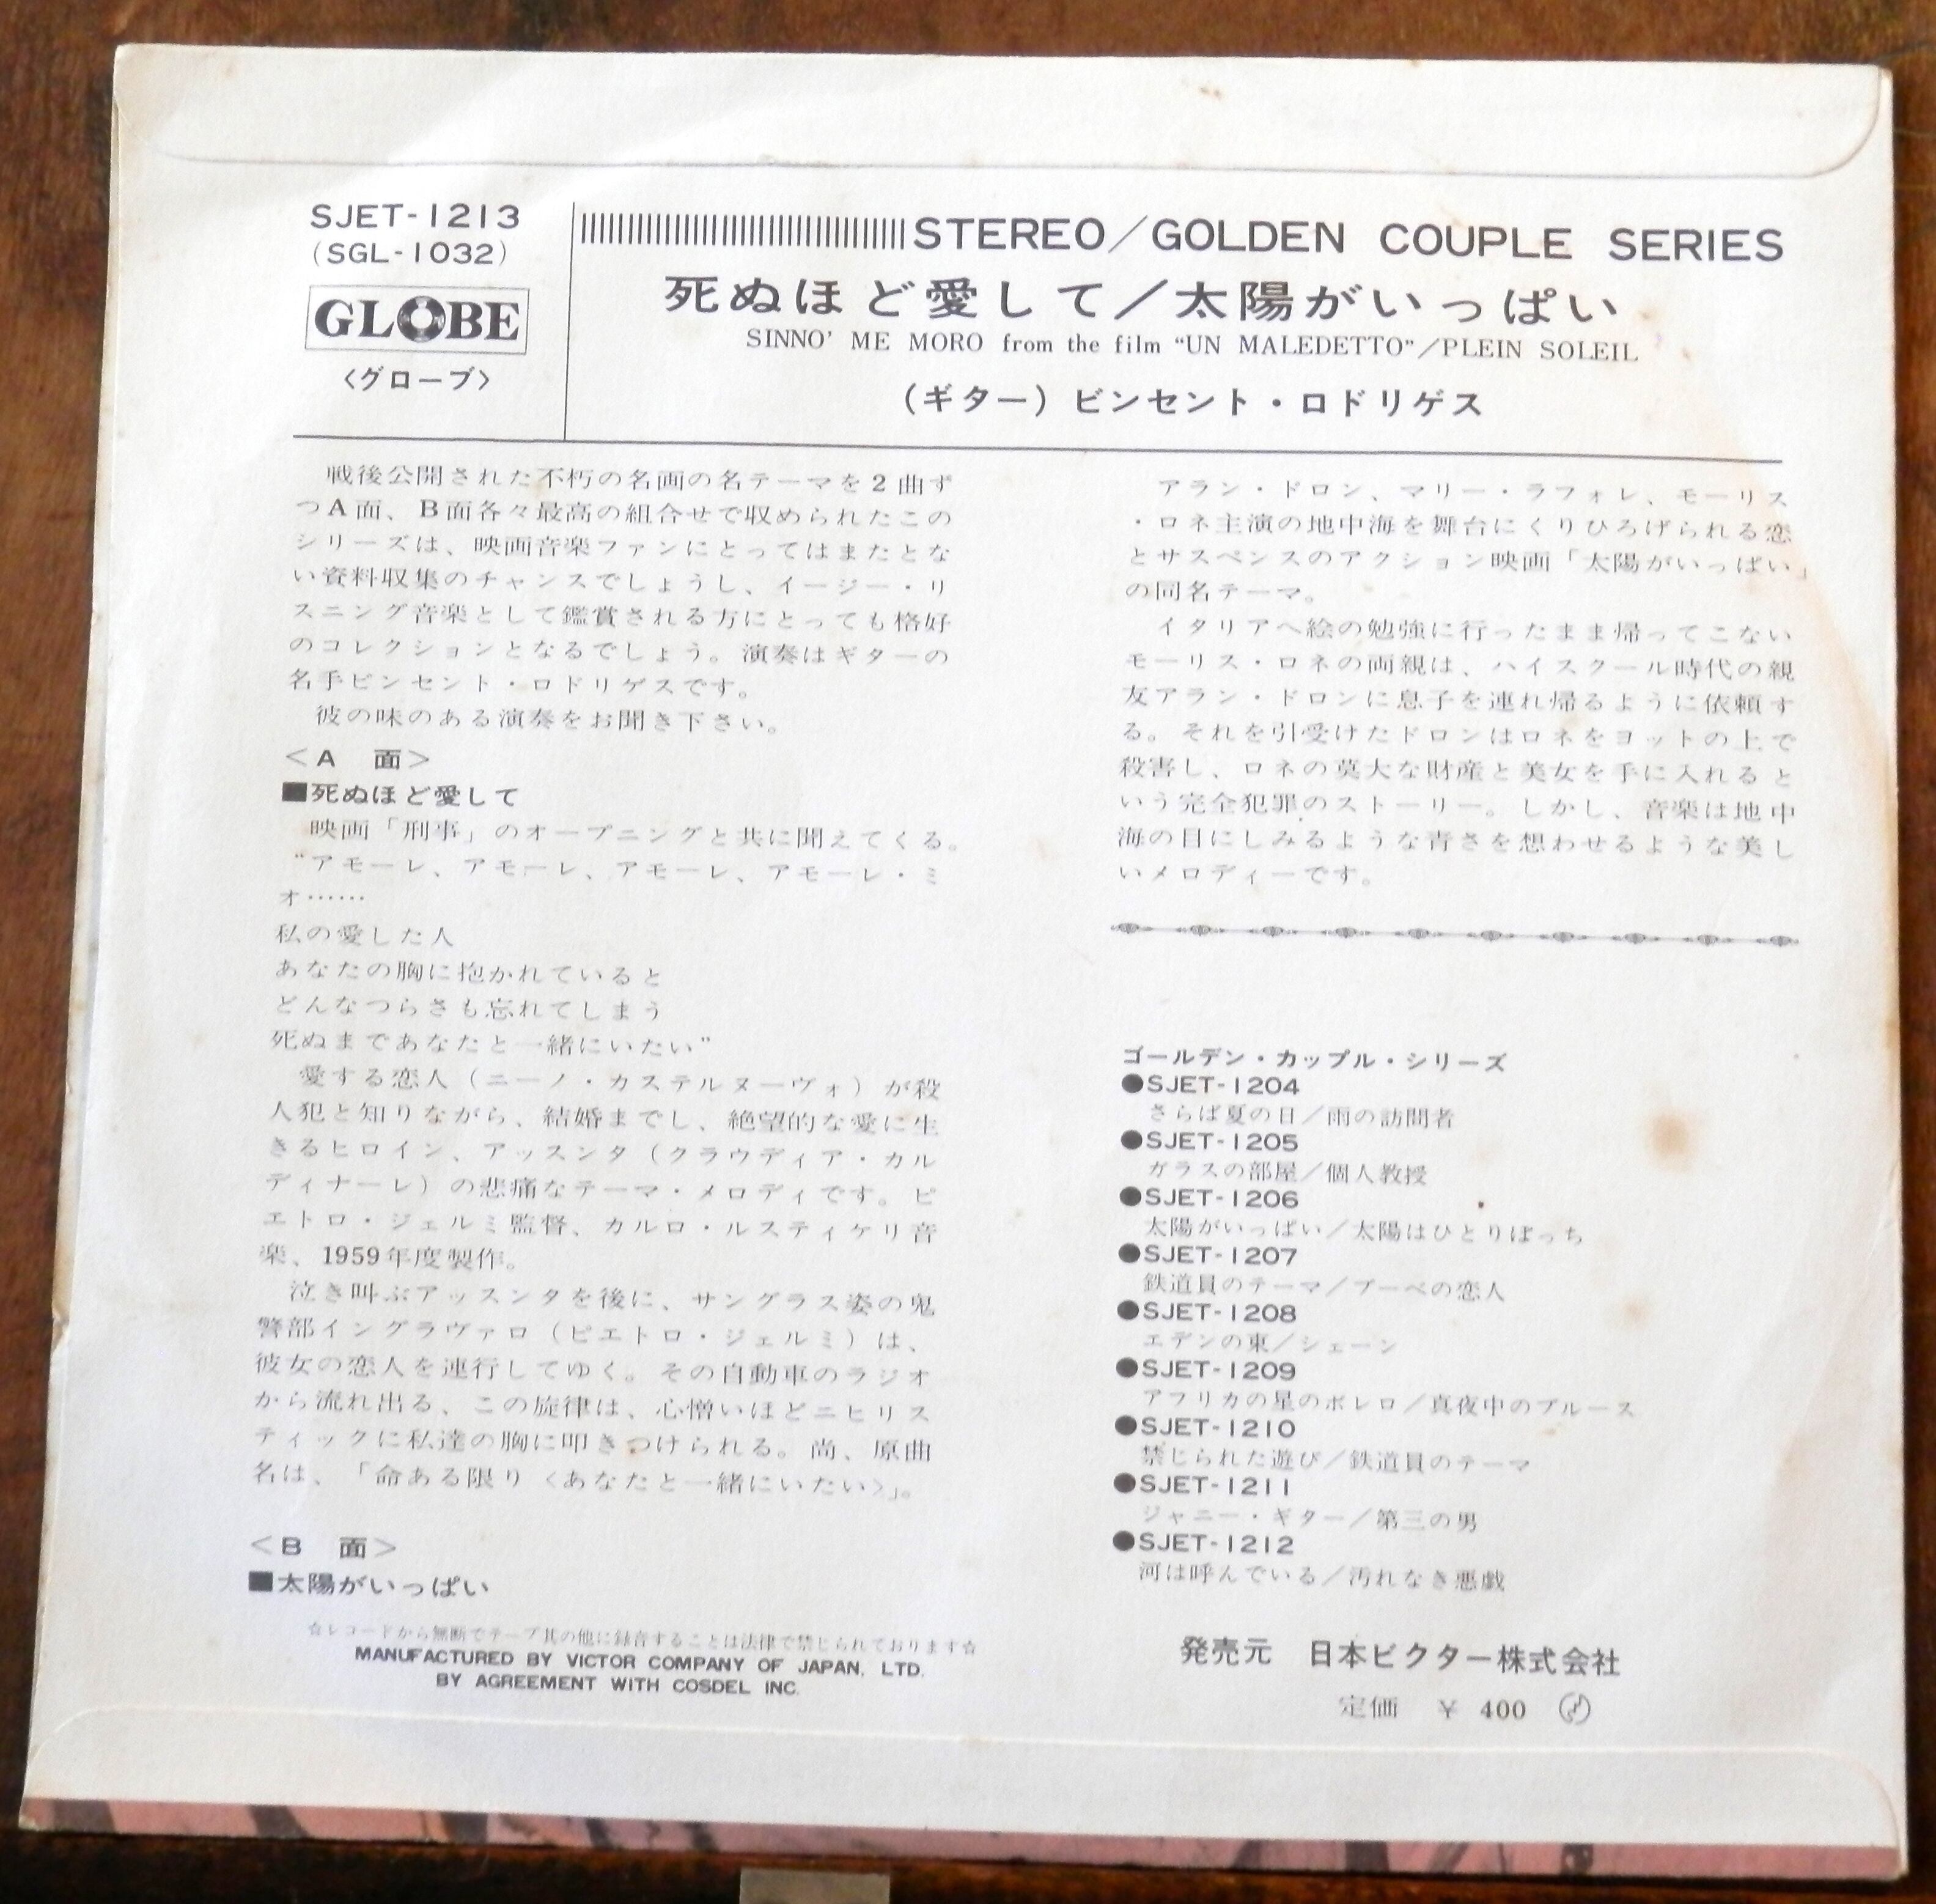 SJET-1213
(SGL-1032)
GLOBE
〈グローブ〉
STEREO/GOLDEN COUPLE SERIES
死ぬほど愛して/太陽がいっぱい
SINNO' ME MORO from the film "UN MALEDETTO"/PLEIN SOLEIL
(ギター)ビンセント・ロドリゲス
戦後公開された不朽の名画の名テーマを2曲ず
つA面、B面各々最高の組合せで収められたこの
シリーズは、映画音楽ファンにとってはまたとな
い資料収集のチャンスでしょうし、イージー・リ
スニング音楽として鑑賞される方にとっても格好
のコレクションとなるでしょう。演奏はギターの
名手ビンセント・ロドリゲスです。
彼の味のある演奏をお聞き下さい。
<A 面>
■死ぬほど愛して
映画「刑事」のオープニングと共に聞えてくる。
"アモーレ、アモーレ、アモーレ、アモーレ・ミ
オ……
私の愛した人
あなたの胸に抱かれていると
どんなつらさも忘れてしまう
死ぬまであなたと一緒にいたい"
愛する恋人(ニーノ・カステルヌーヴォ)が殺
人犯と知りながら、結婚までし、絶望的な愛に生
きるヒロイン、アッスンタ(クラウディア・カル
ディナーレ)の悲痛なテーマ・メロディです。ピ
エトロ・ジェルミ監督、カルロ・ルスティケリ音
楽、1959年度製作。
泣き叫ぶアッスンタを後に、サングラス姿の鬼
警部イングラヴァロ(ピエトロ・ジェルミ)は、
彼女の恋人を連行してゆく。その自動車のラジオ
から流れ出る、この旋律は、心憎いほどニヒリス
ティックに私達の胸に叩きつけられる。尚、原曲
名は、「命ある限り〈あなたと一緒にいたい〉」。
<B 面>
■太陽がいっぱい
☆レコードから無断でテープ其の他に録音することは法律で禁じられております☆
MANUFACTURED BY VICTOR COMPANY OF JAPAN, LTD.
BY AGREEMENT WITH COSDEL INC.
アラン・ドロン、マリー・ラフォレ、モーリス
・ロネ主演の地中海を舞台にくりひろげられる恋
とサスペンスのアクション映画「太陽がいっぱい」
の同名テーマ。
イタリアへ絵の勉強に行ったまま帰ってこない
モーリス・ロネの両親は、ハイスクール時代の親
友アラン・ドロンに息子を連れ帰るように依頼す
る。それを引受けたドロンはロネをヨットの上で
殺害し、ロネの莫大な財産と美女を手に入れると
いう完全犯罪のストーリー。しかし、音楽は地中
海の目にしみるような青さを想わせるような美し
いメロディーです。
ゴールデン・カップル・シリーズ
●SJET-1204
さらば夏の日/雨の訪問者
●SJET-1205
ガラスの部屋/個人教授
●SJET-1206
太陽がいっぱい/太陽はひとりぼっち
●SJET-1207
鉄道員のテーマ/ブーベの恋人
●SJET-1208
エデンの東/シェーン
●SJET-1209
アフリカの星のボレロ/真夜中のブルース
●SJET-1210
禁じられた遊び/鉄道員のテーマ
●SJET-1211
ジャニー・ギター/第三の男
●SJET-1212
河は呼んでいる/汚れなき悪戯
発売元 日本ビクター株式会社
定価 ¥400